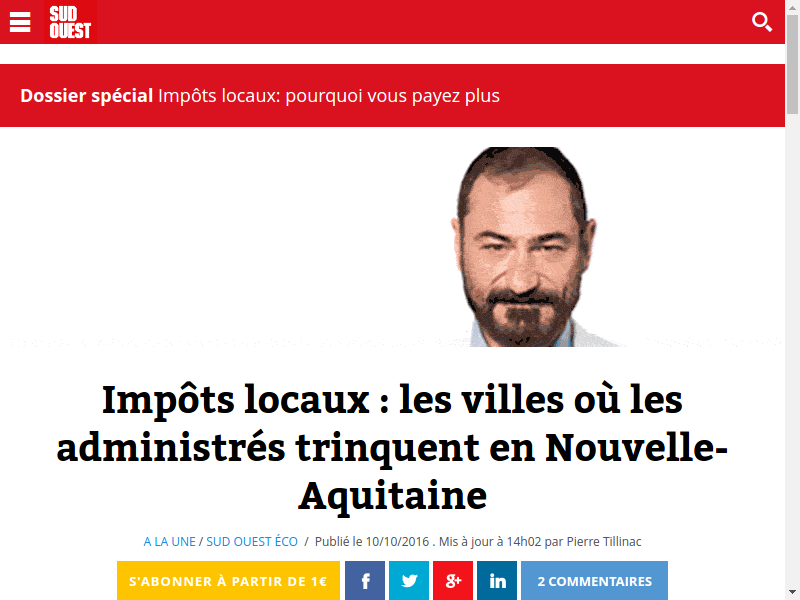 SUD
OUEST
Dossier spécial Impôts locaux: pourquoi vous payez plus
Impôts locaux : les villes où les
administrés trinquent en Nouvelle-
Aquitaine
A LA UNE / SUD OUEST ÉCO / Publié le 10/10/2016 . Mis à jour à 14h02 par Pierre Tillinac
S'ABONNER À PARTIR DE 1€ f g+ in 2 COMMENTAIRES